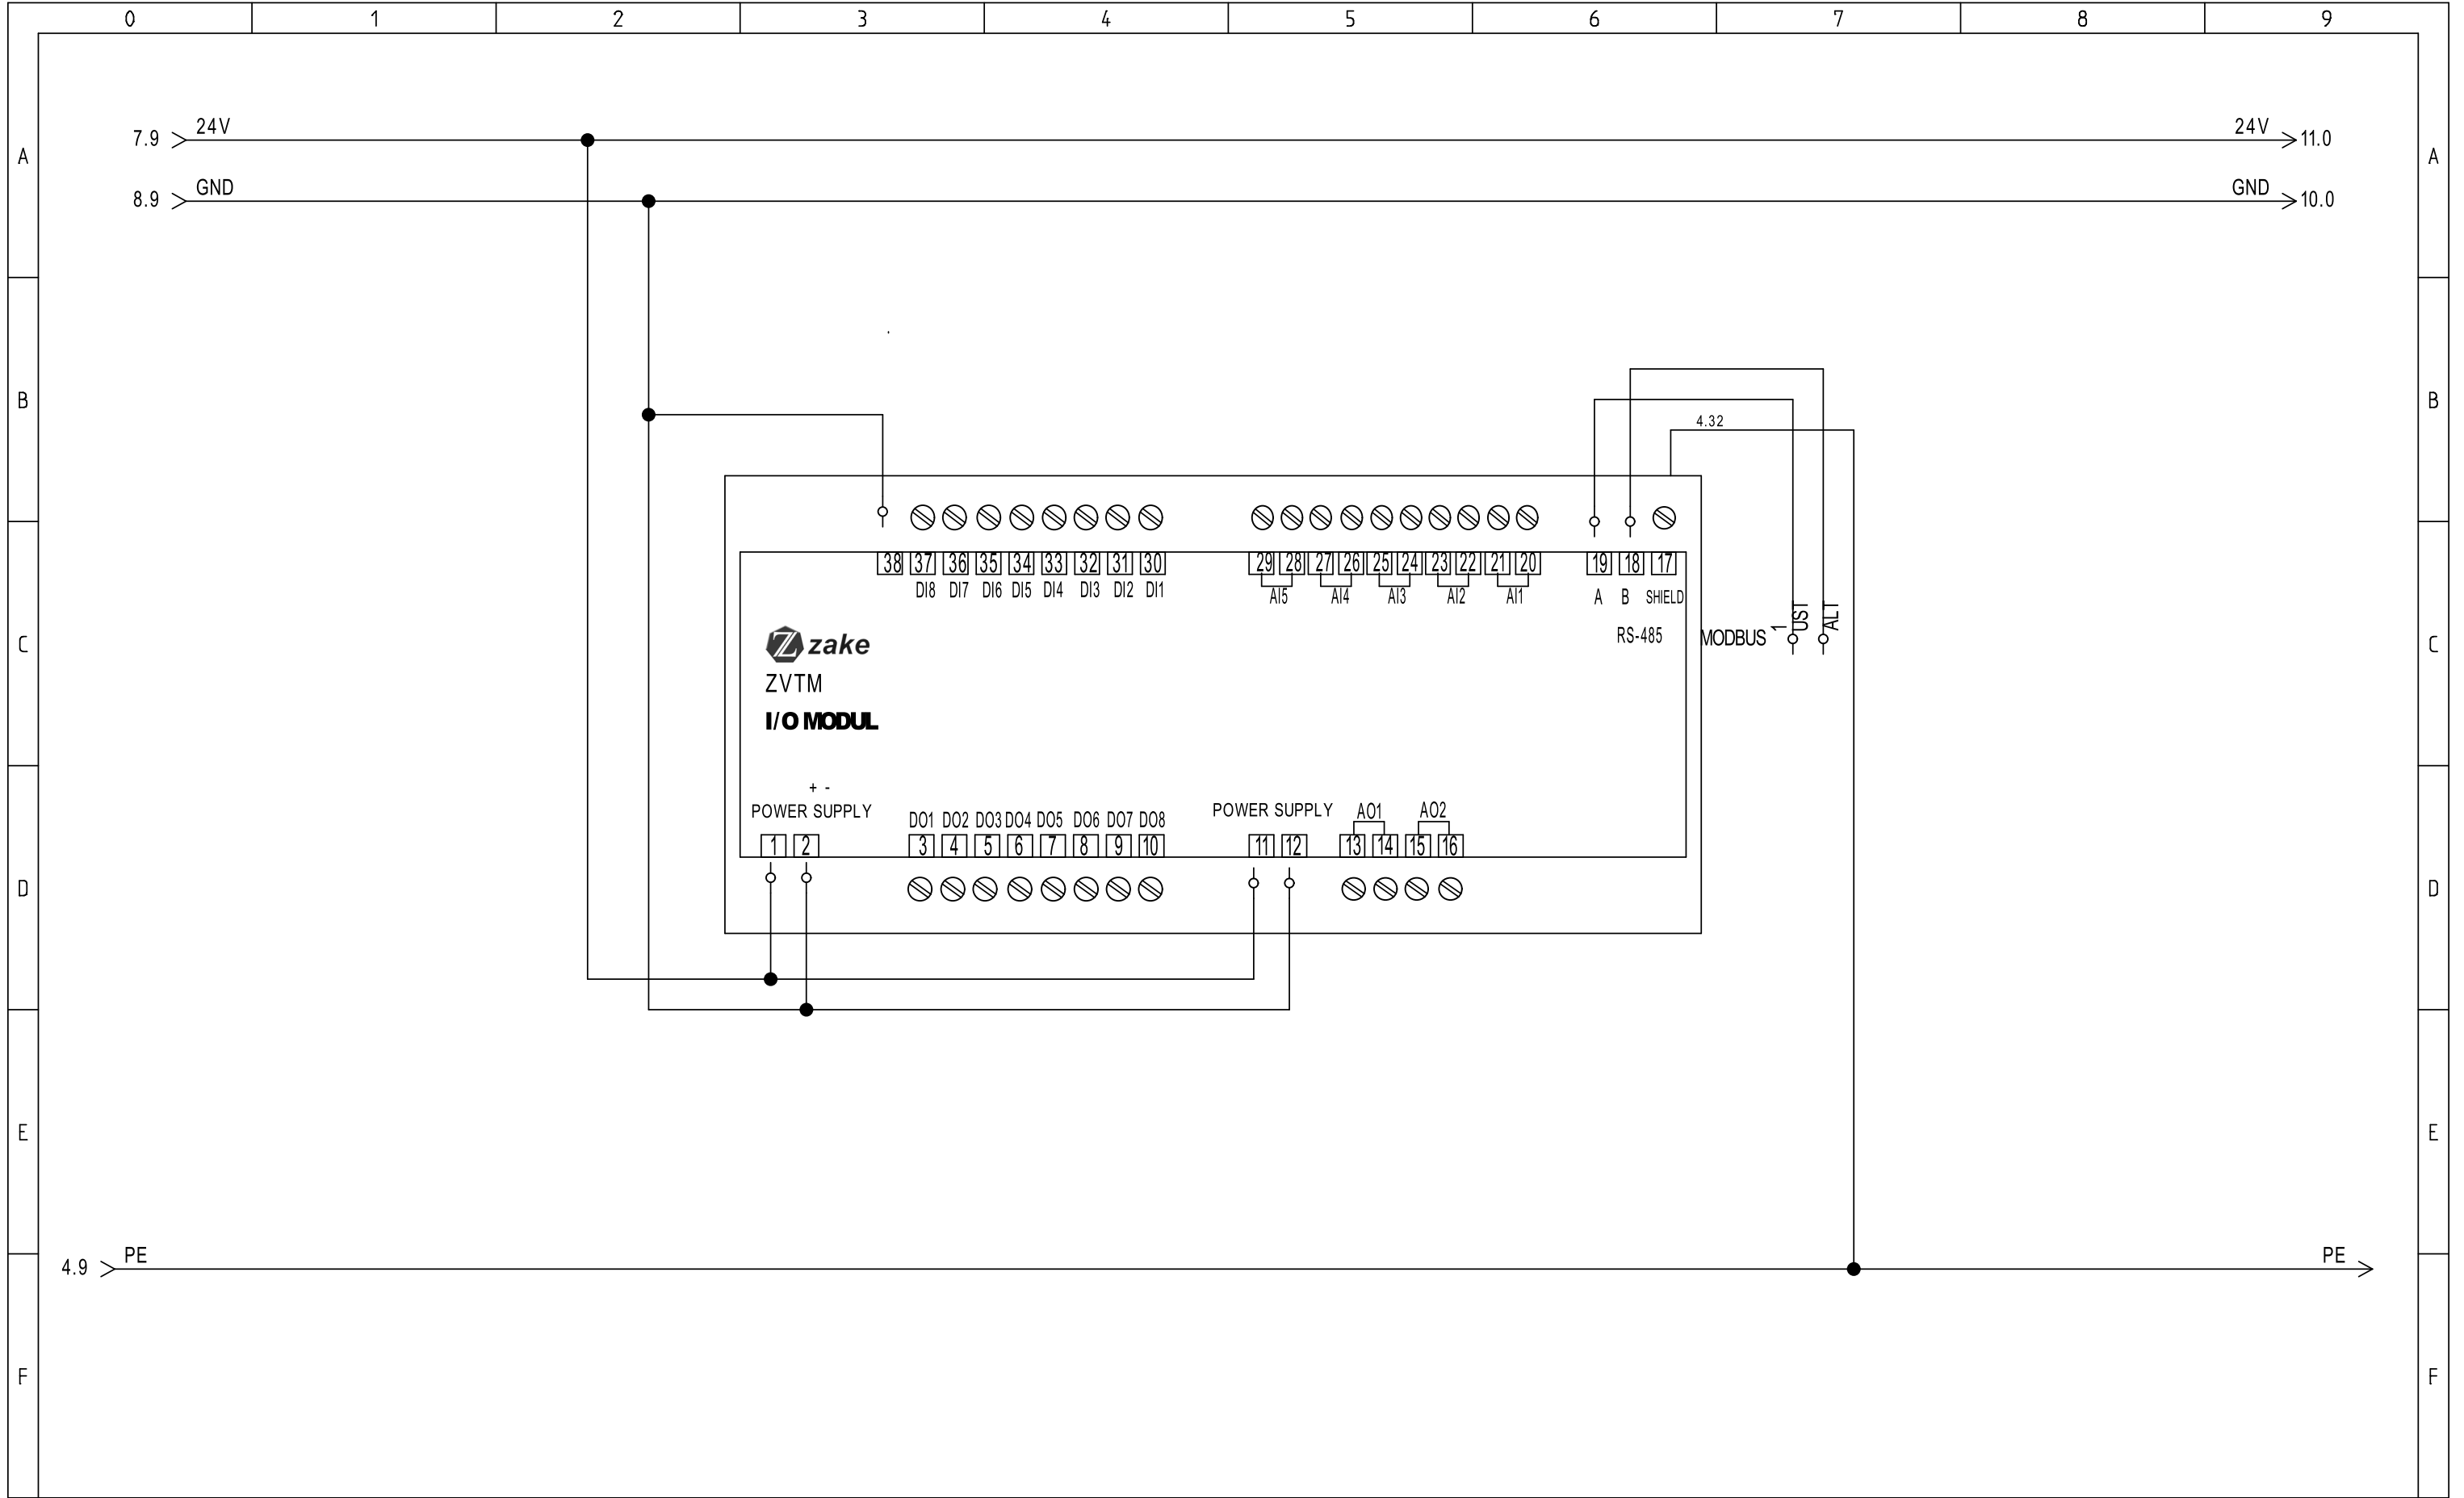 0 1 2 3 4 5 6 7 8 9
24V 24V
7.9 11.0
A A
GND GND
8.9 10.0
B B
4.32
38 37 36 35 34 33 32 31 30 29 28 27 26 25 24 23 22 21 20 19 18 17
DI8 DI7 DI6 DI5 DI4 DI3 DI2 DI1 AI5 AI4 AI3 AI2 AI1 A B SHIELD
RS-485
MODBUS 1
UST
ALT
C C
Z zake
ZVTM
I/O MODUL
+ -
POWER SUPPLY
DO1 DO2 DO3 DO4 DO5 DO6 DO7 DO8
POWER SUPPLY
AO1 AO2
1 2 3 4 5 6 7 8 9 10 11 12 13 14 15 16
D D
E E
PE PE
4.9
F F